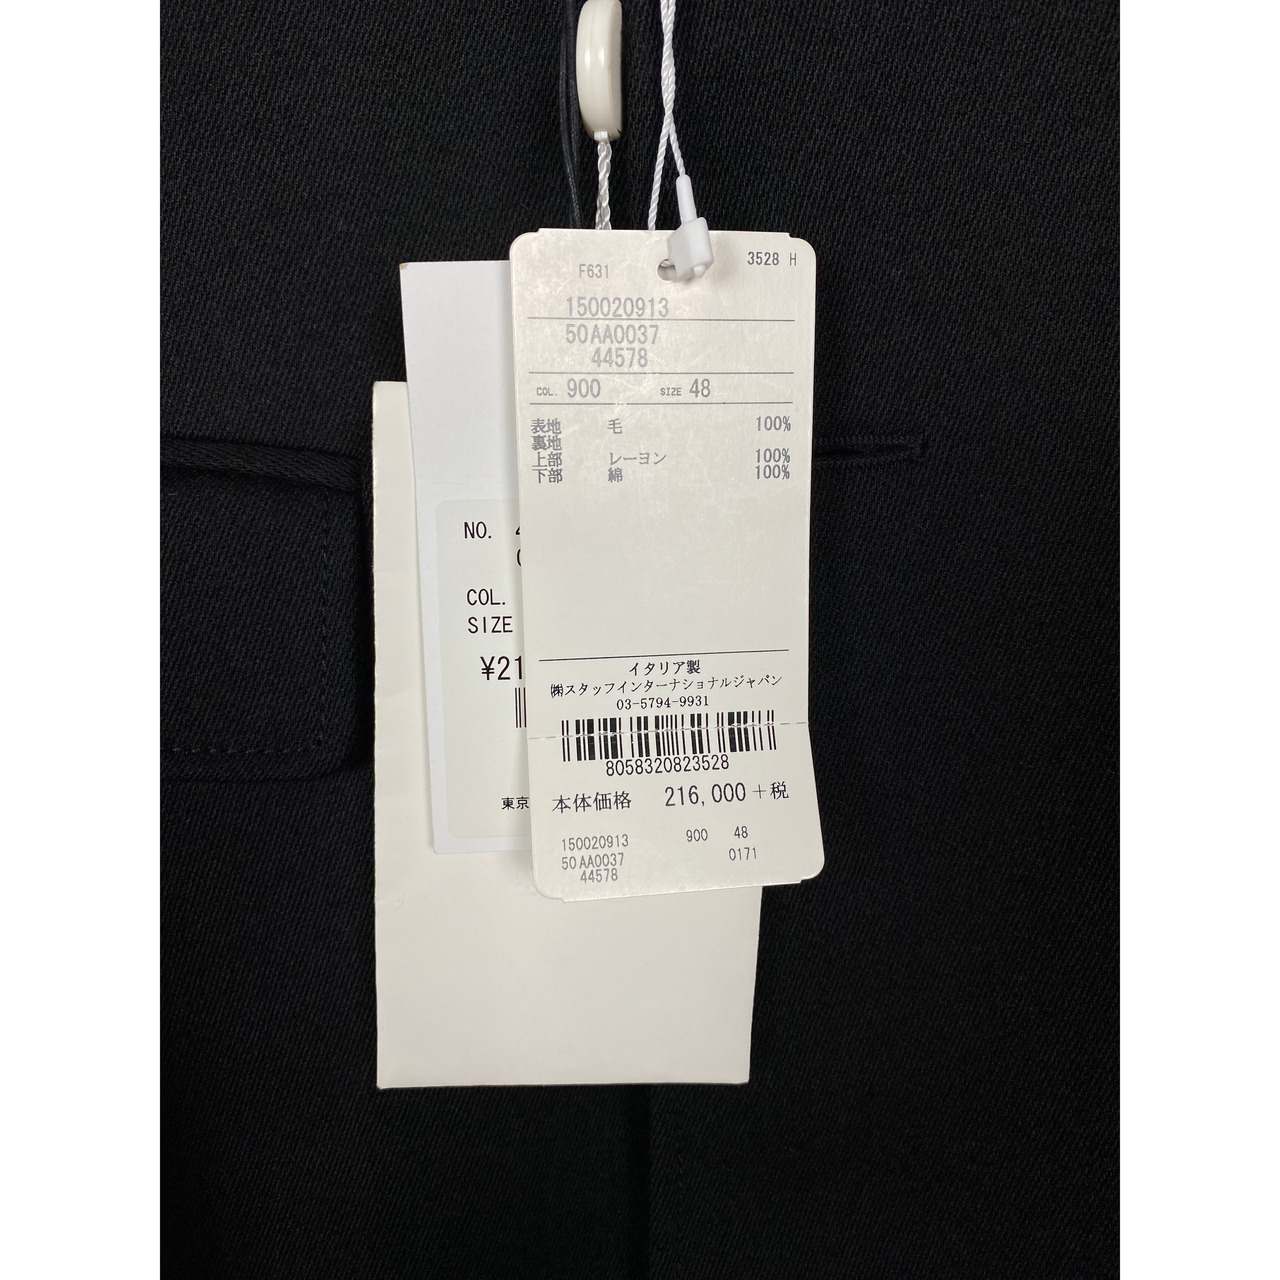 F631 3528 H
150020913
50AA0037
44578
COL. 900 SIZE 48
表地 毛 100%
裏地
上部 レーヨン 100%
下部 綿 100%
イタリア製
㈱スタッフインターナショナルジャパン
03-5794-9931
8058320823528
本体価格 216,000+税
150020913 900 48
50AA0037 0171
44578
NO.
COL.
SIZE
¥21
東京